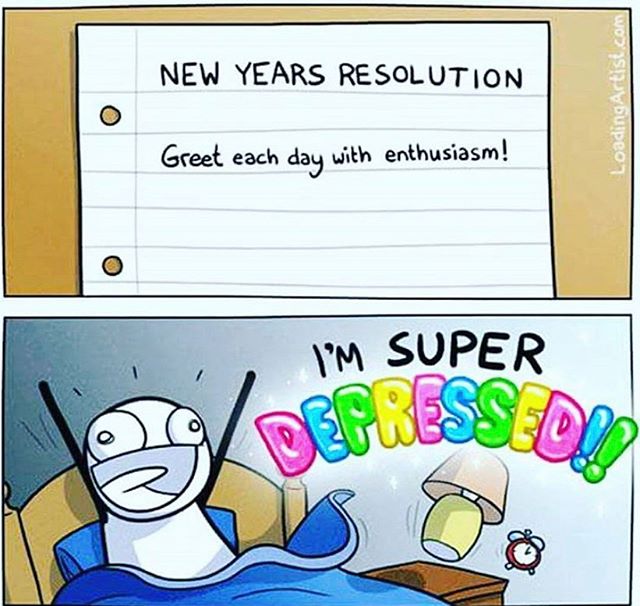 NEW YEARS RESOLUTION
Greet each day with enthusiasm!
LoadingArtist.com
I'M SUPER
DEPRESSED!!